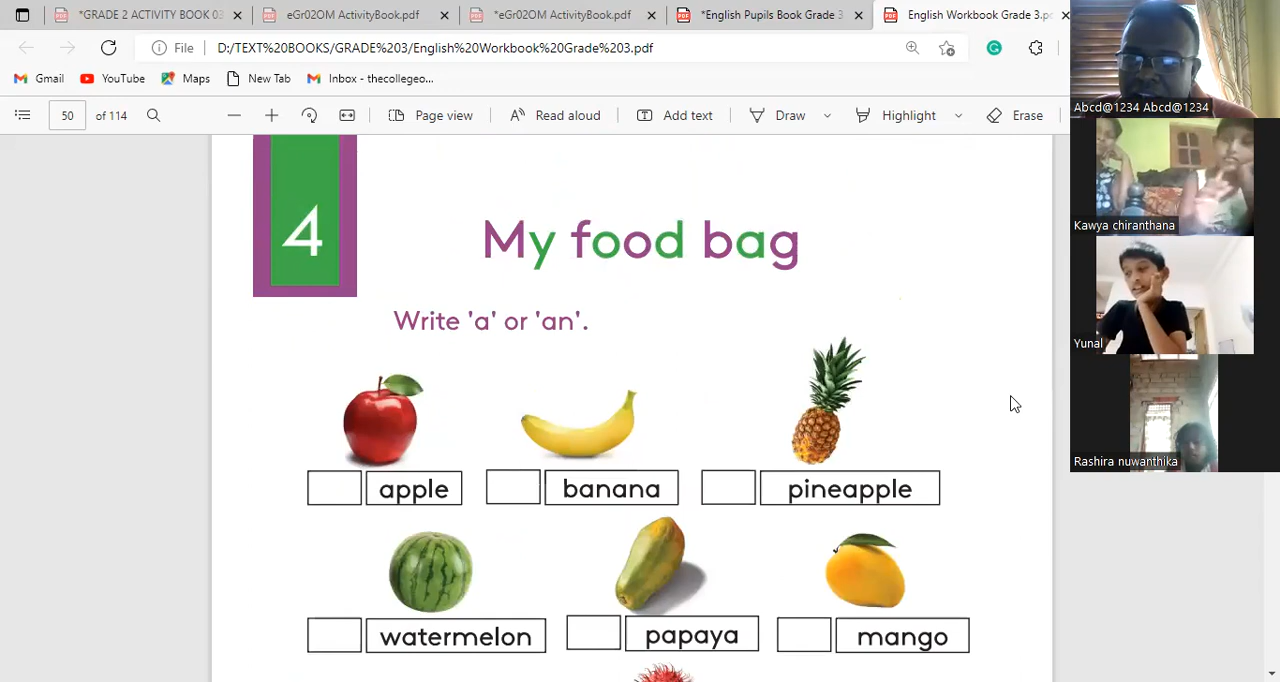 *GRADE 2 ACTIVITY BOOK 03
eGr02OM ActivityBook.pdf
*eGr02OM ActivityBook.pdf
*English Pupils Book Grade 3
English Workbook Grade 3.p
File
D:/TEXT%20BOOKS/GRADE%203/English%20Workbook%20Grade%203.pdf
Gmail
YouTube
Maps
New Tab
Inbox - thecollegeo...
50 of 114
Page view
Read aloud
Add text
Draw
Highlight
Erase
Abcd@1234 Abcd@1234
Kawya chiranthana
Yunal
Rashira nuwanthika
4
My food bag
Write 'a' or 'an'.
apple
banana
pineapple
watermelon
papaya
mango